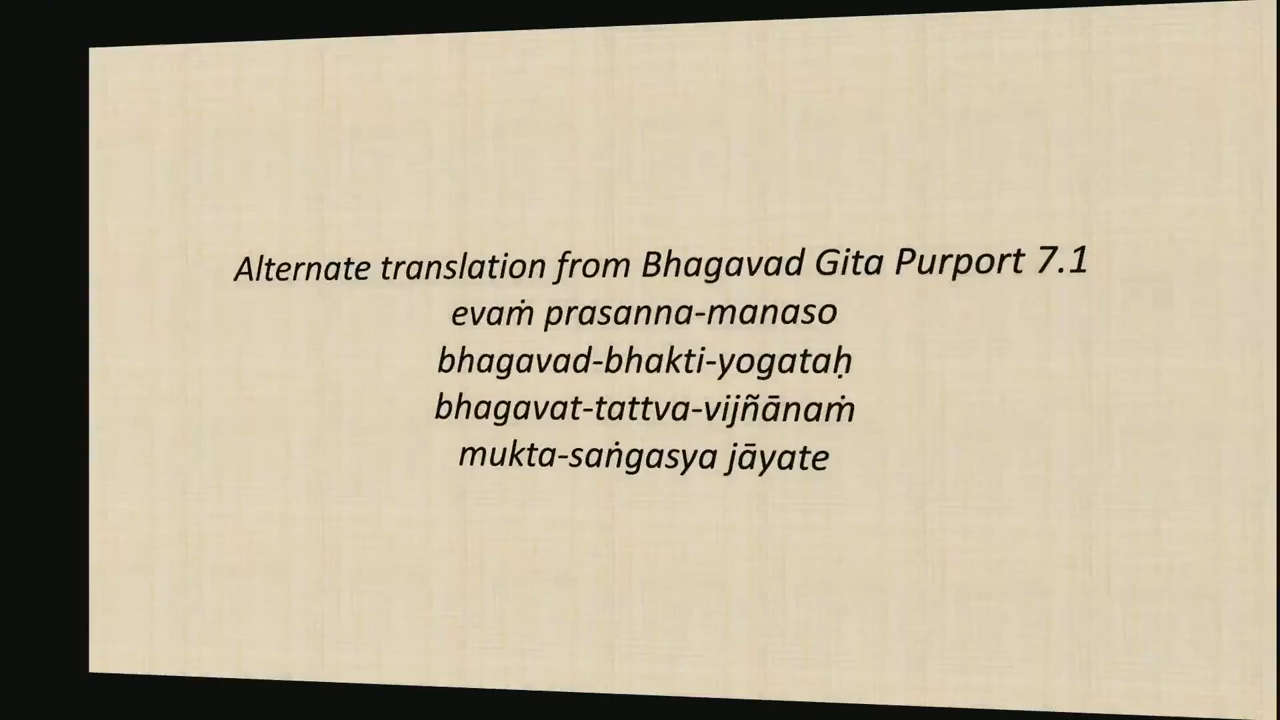 Alternate translation from Bhagavad Gita Purport 7.1
evaṁ prasanna-manaso
bhagavad-bhakti-yogataḥ
bhagavat-tattva-vijñānaṁ
mukta-saṅgasya jāyate